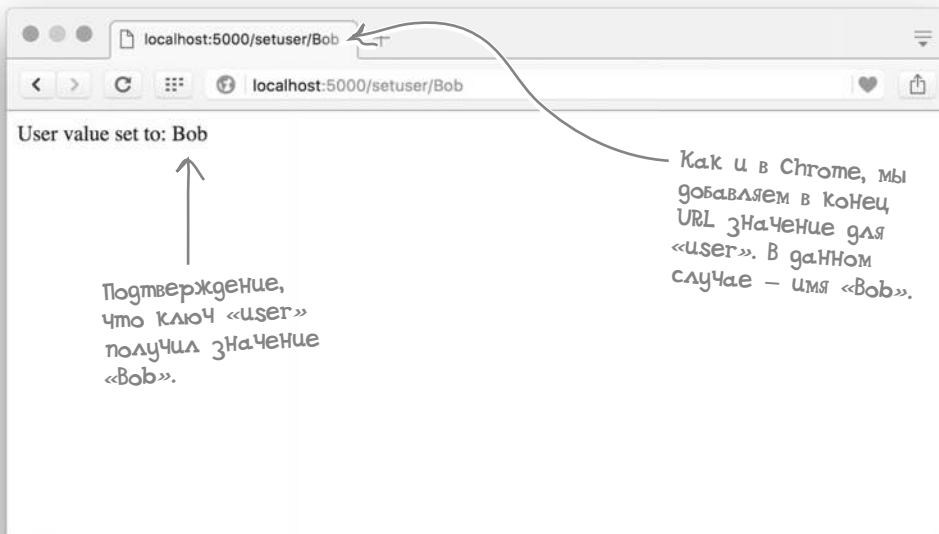 localhost:5000/setuser/Bob
localhost:5000/setuser/Bob
User value set to: Bob
Как и в Chrome, мы
добавляем в конец
URL значение для
«user». В данном
случае — имя «Bob».
Подтверждение,
что ключ «user»
получил значение
«Bob».